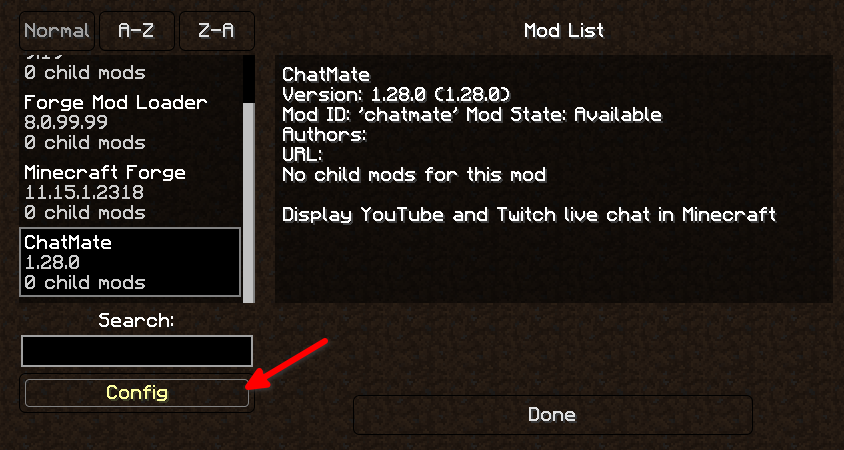 Normal A-Z Z-A
Mod List
0 child mods
Forge Mod Loader
8.0.99.99
0 child mods
Minecraft Forge
11.15.1.2318
0 child mods
ChatMate
1.28.0
0 child mods
Search:
Config
ChatMate
Version: 1.28.0 (1.28.0)
Mod ID: 'chatmate' Mod State: Available
Authors:
URL:
No child mods for this mod
Display YouTube and Twitch live chat in Minecraft
Done